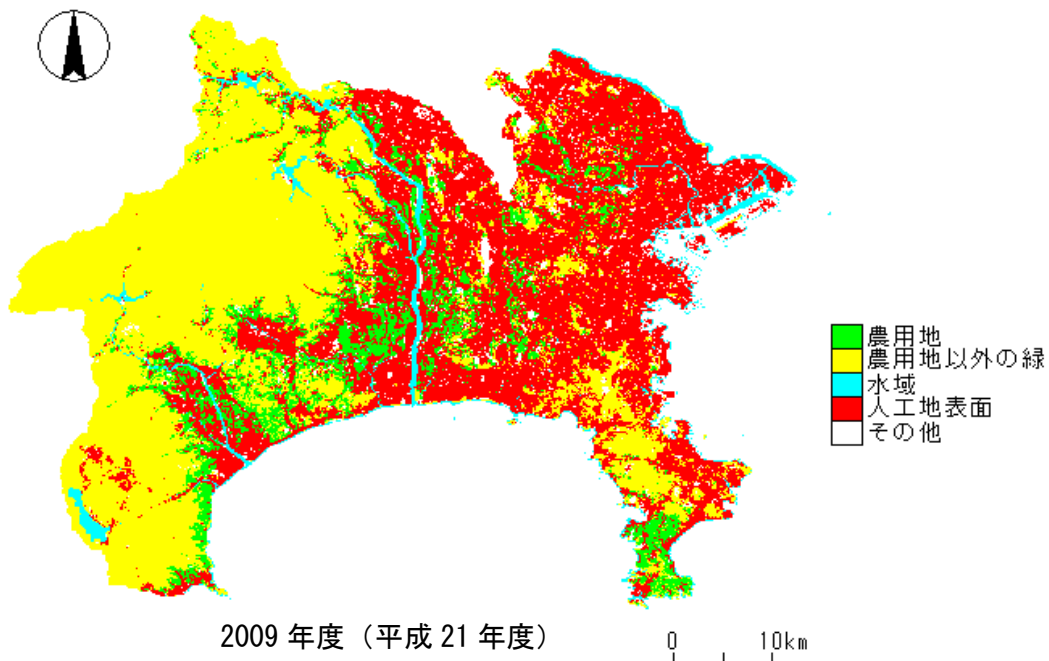 農用地
農用地以外の緑
水域
人工地表面
その他
2009 年度（平成 21 年度）
0 10km